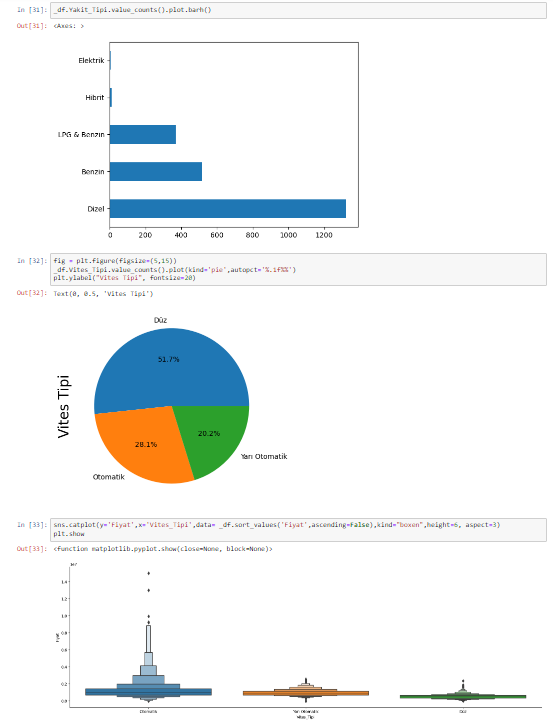 In [31]: _df.Yakit_Tipi.value_counts().plot.barh()
Out[31]: <Axes: >
Elektrik
Hibrit
LPG & Benzin
Benzin
Dizel
0 200 400 600 800 1000 1200
In [32]: fig = plt.figure(figsize=(5,15))
_df.Vites_Tipi.value_counts().plot(kind='pie',autopct='%.1f%%')
plt.ylabel("Vites Tipi", fontsize=20)
Out[32]: Text(0, 0.5, 'Vites Tipi')
Düz
51.7%
Vites Tipi
20.2%
28.1%
Yarı Otomatik
Otomatik
In [33]: sns.catplot(y='Fiyat',x='Vites_Tipi',data= _df.sort_values('Fiyat',ascending=False),kind="boxen",height=6, aspect=3)
plt.show
Out[33]: <function matplotlib.pyplot.show(close=None, block=None)>
1e7
1.4
1.2
1.0
0.8
Fiyat
0.6
0.4
0.2
0.0
Otomatik Yarı Otomatik Düz
Vites_Tipi